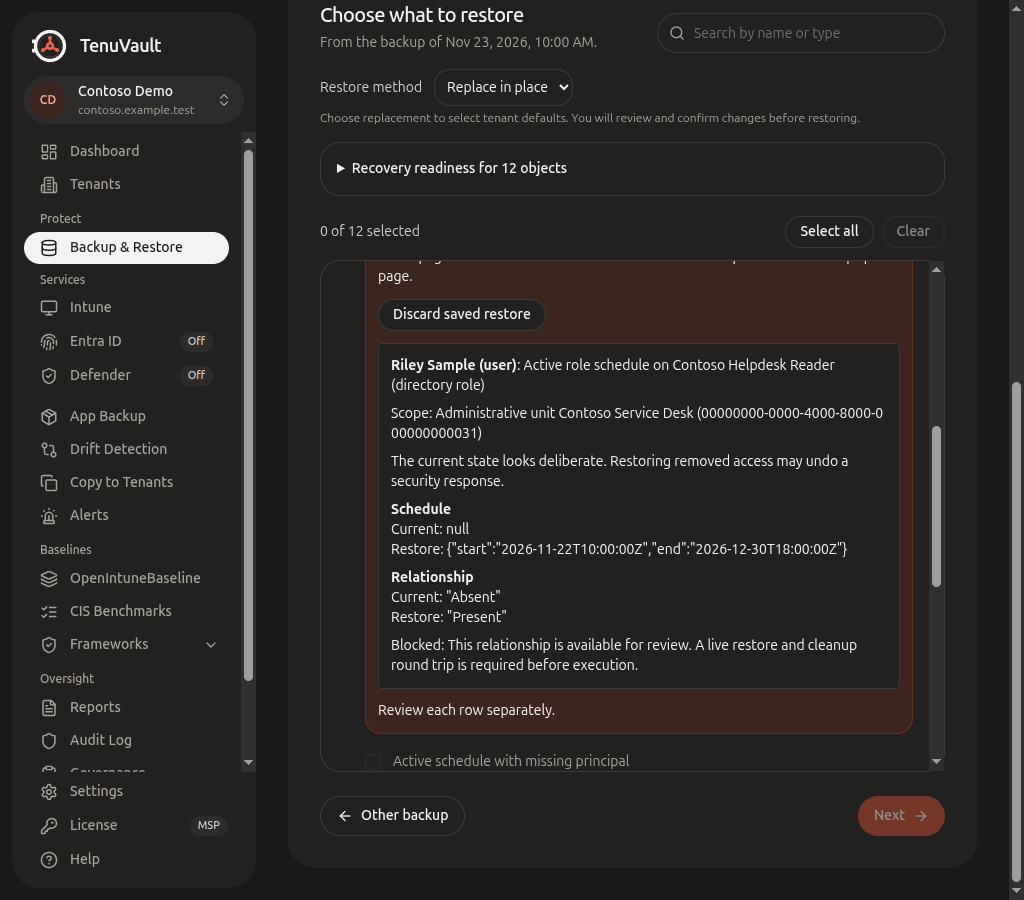 TenuVault
CD
Contoso Demo
contoso.example.test
Dashboard
Tenants
Protect
Backup & Restore
Services
Intune
Entra ID
Off
Defender
Off
App Backup
Drift Detection
Copy to Tenants
Alerts
Baselines
OpenIntuneBaseline
CIS Benchmarks
Frameworks
Oversight
Reports
Audit Log
Governance
Settings
License
MSP
Help
Choose what to restore
From the backup of Nov 23, 2026, 10:00 AM.
Search by name or type
Restore method
Replace in place
Choose replacement to select tenant defaults. You will review and confirm changes before restoring.
Recovery readiness for 12 objects
0 of 12 selected
Select all
Clear
page.
Discard saved restore
Riley Sample (user): Active role schedule on Contoso Helpdesk Reader
(directory role)
Scope: Administrative unit Contoso Service Desk (00000000-0000-4000-8000-0
00000000031)
The current state looks deliberate. Restoring removed access may undo a
security response.
Schedule
Current: null
Restore: {"start":"2026-11-22T10:00:00Z","end":"2026-12-30T18:00:00Z"}
Relationship
Current: "Absent"
Restore: "Present"
Blocked: This relationship is available for review. A live restore and cleanup
round trip is required before execution.
Review each row separately.
Active schedule with missing principal
Other backup
Next